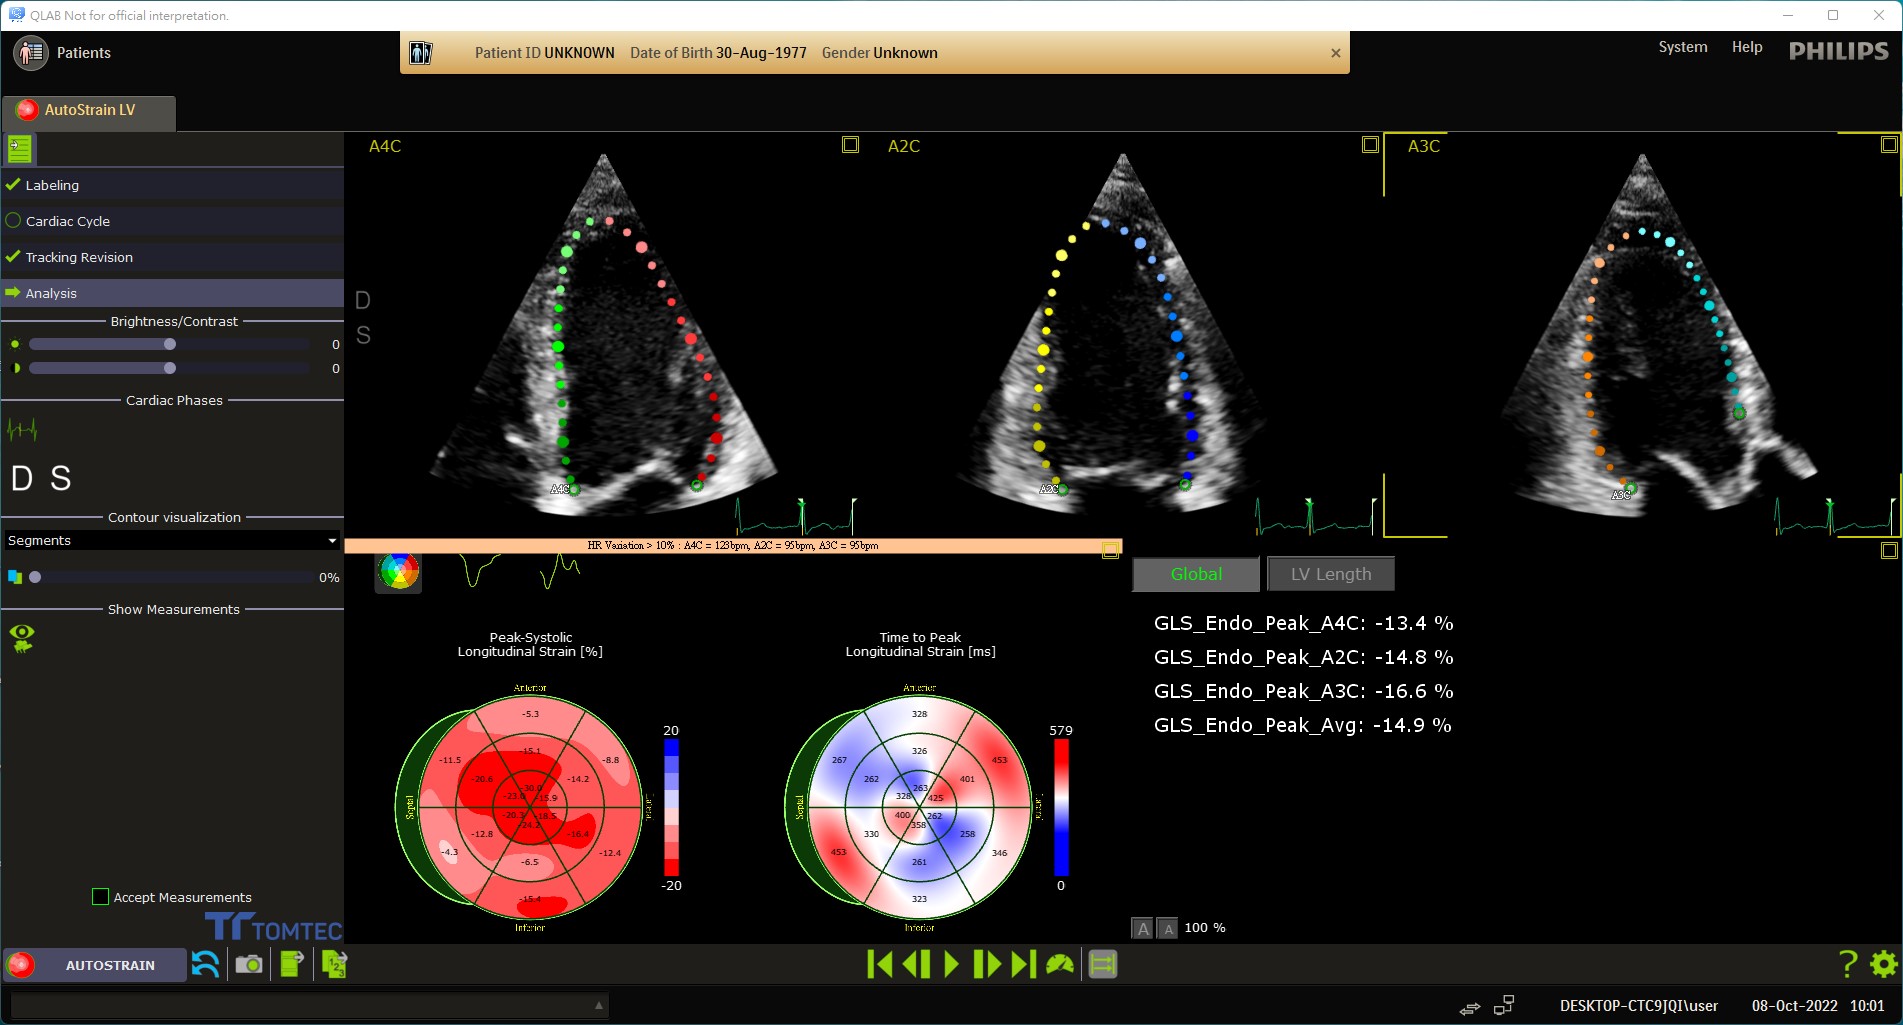 QLAB Not for official interpretation.
Patients
Patient ID UNKNOWN Date of Birth 30-Aug-1977 Gender Unknown
System Help PHILIPS
AutoStrain LV
Labeling
Cardiac Cycle
Tracking Revision
Analysis
Brightness/Contrast
0
0
Cardiac Phases
D S
Contour visualization
Segments
0%
Show Measurements
Accept Measurements
TOMTEC
A4C
D
S
A4C
A2C
A2C
A3C
A3C
HR Variation > 10% : A4C = 123bpm, A2C = 95bpm, A3C = 95bpm
Peak-Systolic
Longitudinal Strain [%]
Anterior
-5.3
-15.1
-11.5
-8.8
-20.6
-14.2
-30.0
-23.6
-15.9
-20.3
-18.5
-24.2
-12.8
-16.4
-4.3
-12.4
-6.5
-15.4
Septal
Inferior
20
-20
Time to Peak
Longitudinal Strain [ms]
Anterior
328
326
267
453
262
401
263
328
425
400
262
358
330
258
453
346
261
323
Septal
Inferior
579
0
Global
LV Length
GLS_Endo_Peak_A4C: -13.4 %
GLS_Endo_Peak_A2C: -14.8 %
GLS_Endo_Peak_A3C: -16.6 %
GLS_Endo_Peak_Avg: -14.9 %
A A 100 %
AUTOSTRAIN
1
2 3
?
DESKTOP-CTC9JQI\user 08-Oct-2022 10:01